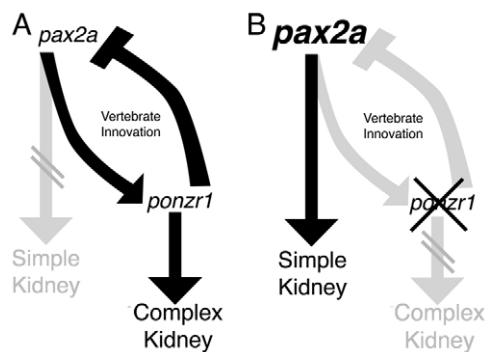 A
pax2a
Vertebrate
Innovation
ponzr1
Simple
Kidney
Complex
Kidney
B
pax2a
Vertebrate
Innovation
ponzr1
Simple
Kidney
Complex
Kidney